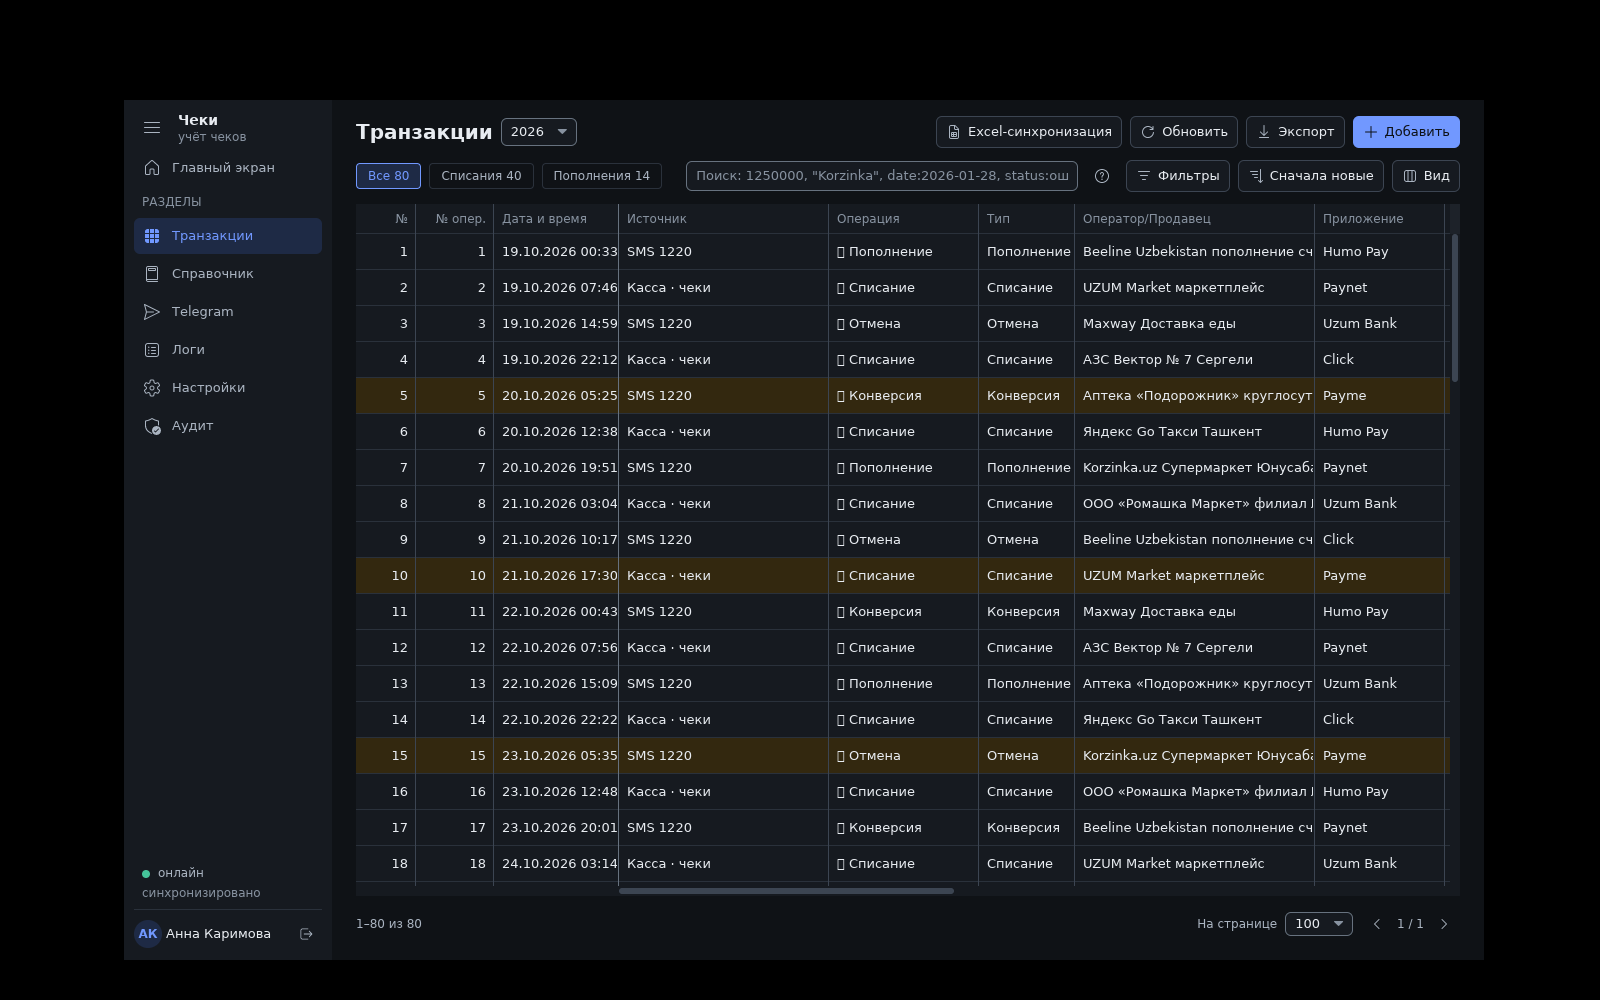 Чеки
учёт чеков
Главный экран
РАЗДЕЛЫ
Транзакции
Справочник
Telegram
Логи
Настройки
Аудит
онлайн
синхронизировано
АК Анна Каримова
Транзакции 2026 Excel-синхронизация Обновить Экспорт Добавить
Все 80 Списания 40 Пополнения 14 Поиск: 1250000, "Korzinka", date:2026-01-28, status:ош Фильтры Сначала новые Вид
№ № опер. Дата и время Источник Операция Тип Оператор/Продавец Приложение
1 1 19.10.2026 00:33 SMS 1220 Пополнение Пополнение Beeline Uzbekistan пополнение сч Humo Pay
2 2 19.10.2026 07:46 Касса · чеки Списание Списание UZUM Market маркетплейс Paynet
3 3 19.10.2026 14:59 SMS 1220 Отмена Отмена Maxway Доставка еды Uzum Bank
4 4 19.10.2026 22:12 Касса · чеки Списание Списание АЗС Вектор № 7 Сергели Click
5 5 20.10.2026 05:25 SMS 1220 Конверсия Конверсия Аптека «Подорожник» круглосут Payme
6 6 20.10.2026 12:38 Касса · чеки Списание Списание Яндекс Go Такси Ташкент Humo Pay
7 7 20.10.2026 19:51 SMS 1220 Пополнение Пополнение Korzinka.uz Супермаркет Юнусаба Paynet
8 8 21.10.2026 03:04 Касса · чеки Списание Списание ООО «Ромашка Маркет» филиал Uzum Bank
9 9 21.10.2026 10:17 SMS 1220 Отмена Отмена Beeline Uzbekistan пополнение сч Click
10 10 21.10.2026 17:30 Касса · чеки Списание Списание UZUM Market маркетплейс Payme
11 11 22.10.2026 00:43 SMS 1220 Конверсия Конверсия Maxway Доставка еды Humo Pay
12 12 22.10.2026 07:56 Касса · чеки Списание Списание АЗС Вектор № 7 Сергели Paynet
13 13 22.10.2026 15:09 SMS 1220 Пополнение Пополнение Аптека «Подорожник» круглосут Uzum Bank
14 14 22.10.2026 22:22 Касса · чеки Списание Списание Яндекс Go Такси Ташкент Click
15 15 23.10.2026 05:35 SMS 1220 Отмена Отмена Korzinka.uz Супермаркет Юнусаба Payme
16 16 23.10.2026 12:48 Касса · чеки Списание Списание ООО «Ромашка Маркет» филиал Humo Pay
17 17 23.10.2026 20:01 SMS 1220 Конверсия Конверсия Beeline Uzbekistan пополнение сч Paynet
18 18 24.10.2026 03:14 Касса · чеки Списание Списание UZUM Market маркетплейс Uzum Bank
1–80 из 80 На странице 100 1 / 1